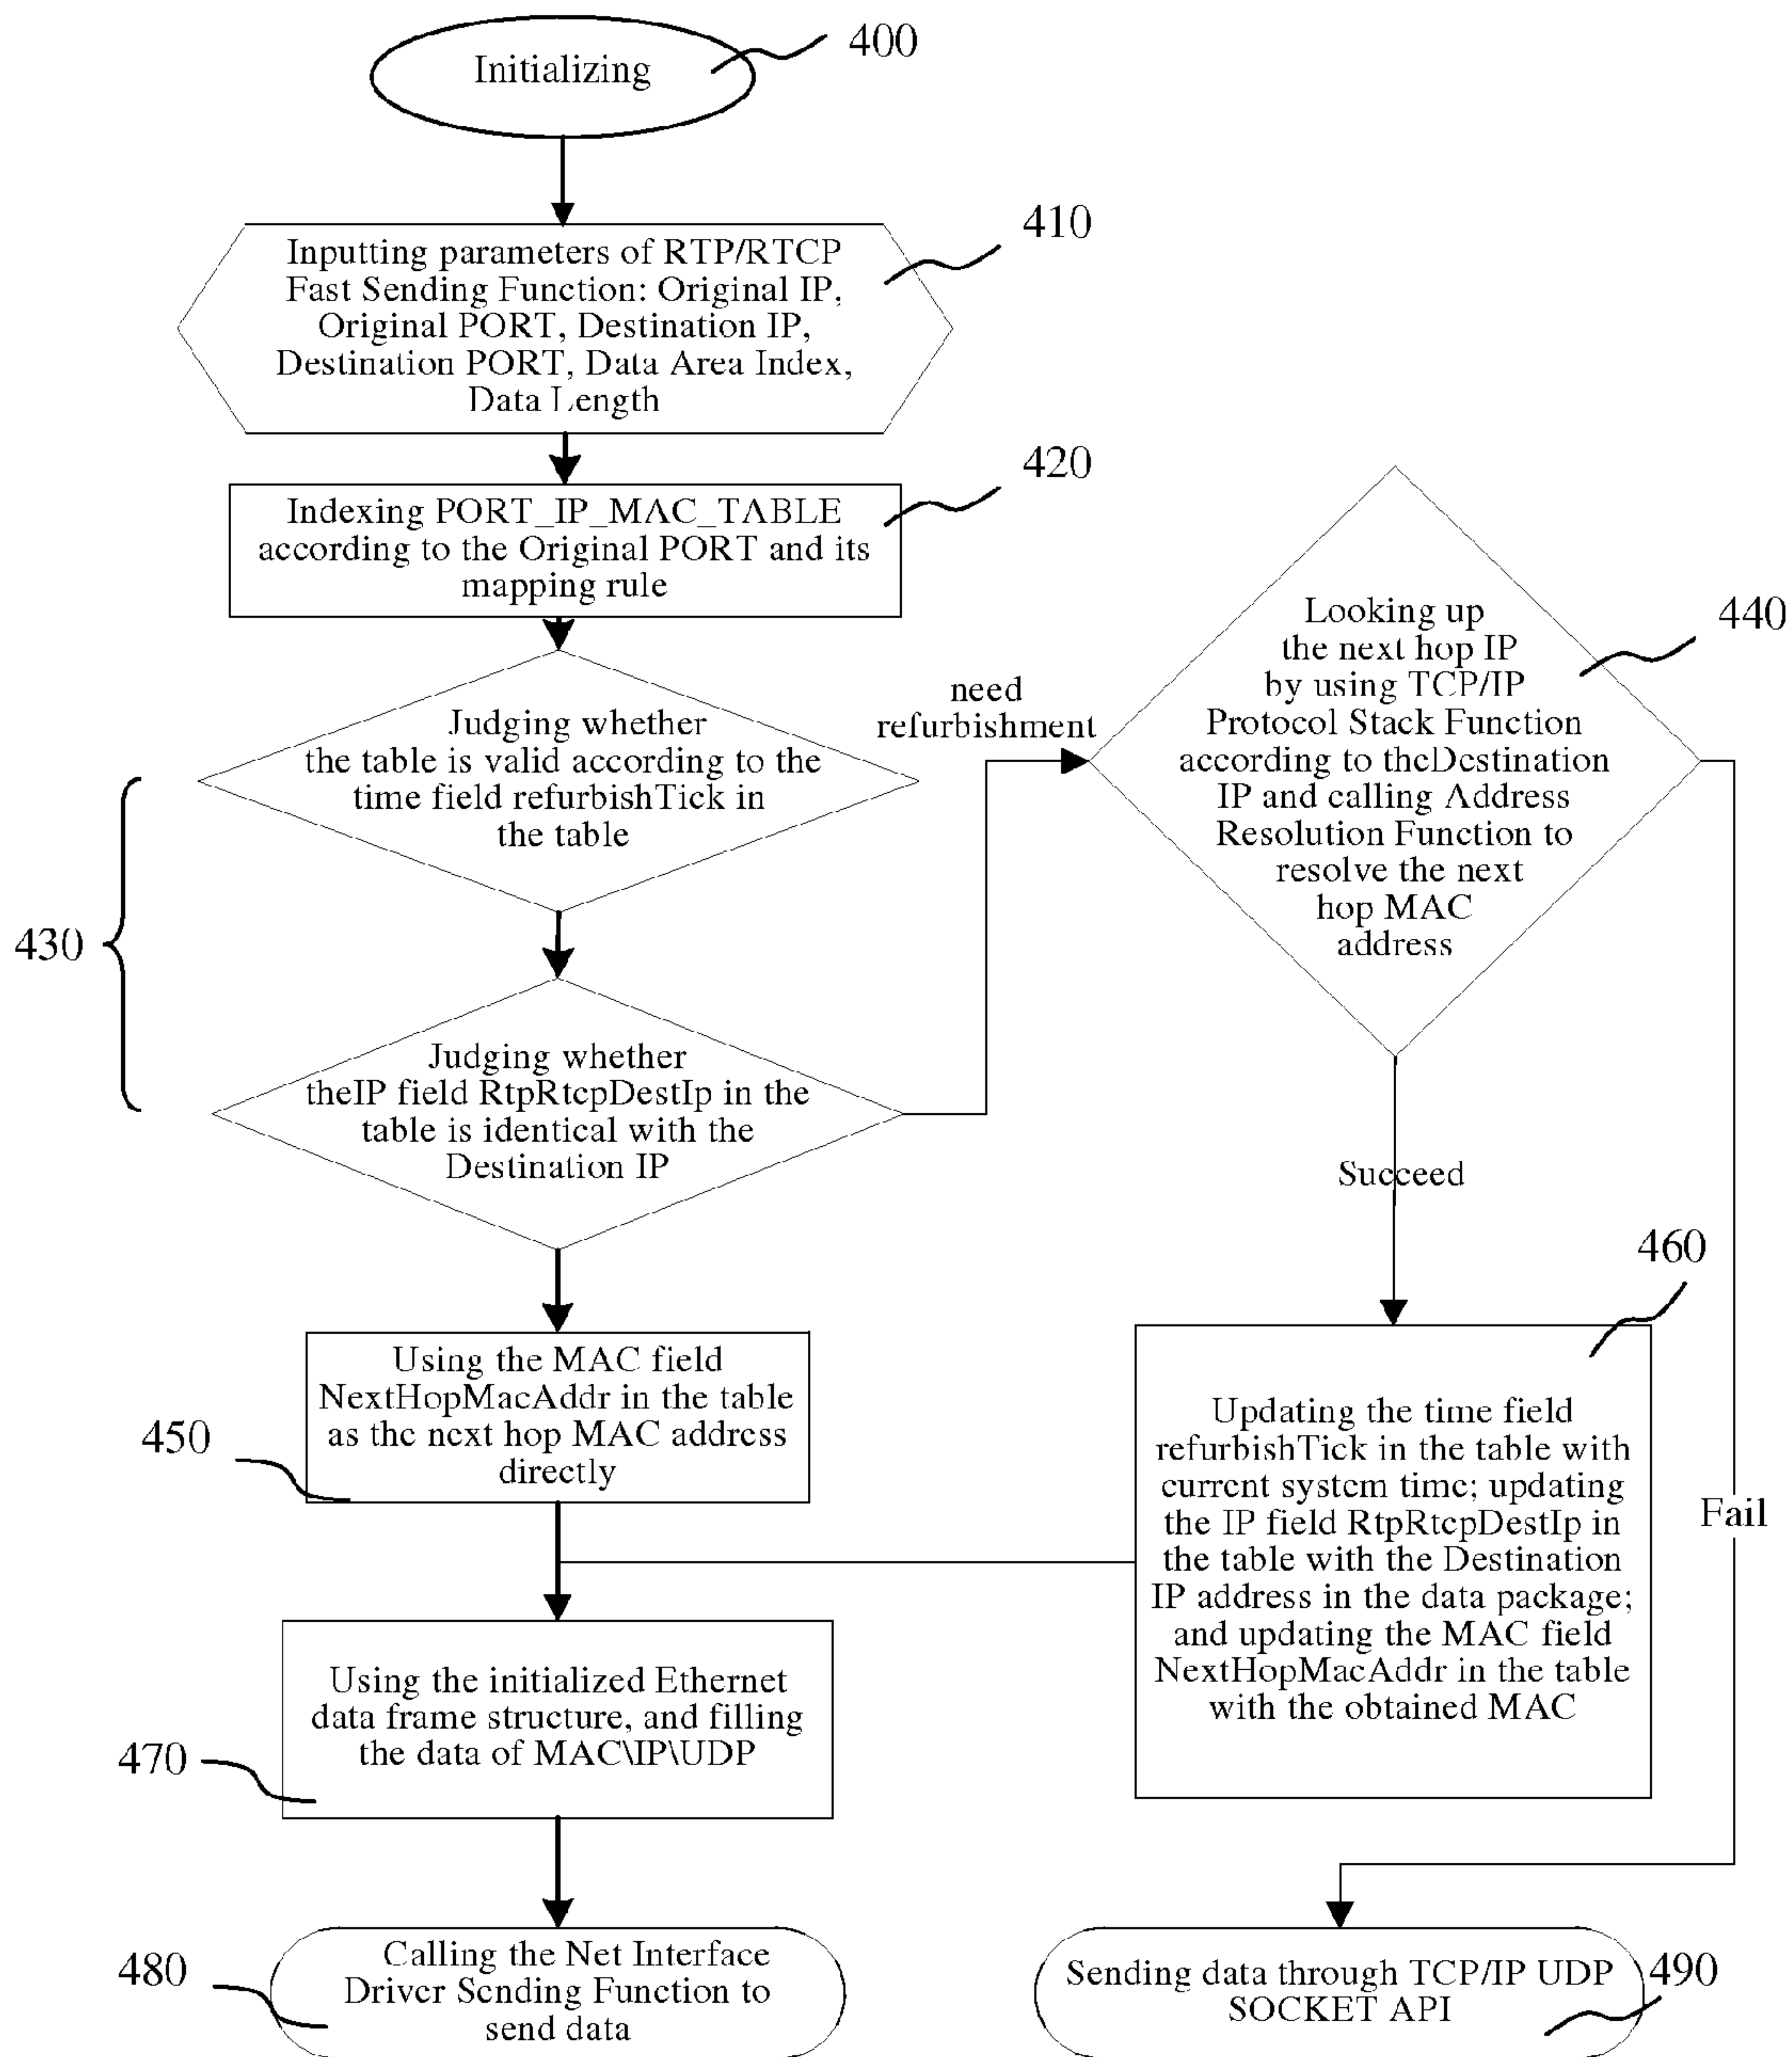 Initializing
400
Inputting parameters of RTP/RTCP
Fast Sending Function: Original IP,
Original PORT, Destination IP,
Destination PORT, Data Area Index,
Data Length
410
Indexing PORT_IP_MAC_TABLE
according to the Original PORT and its
mapping rule
420
Judging whether
the table is valid according to the
time field refurbishTick in
the table
need
refurbishment
Looking up
the next hop IP
by using TCP/IP
Protocol Stack Function
according to theDestination
IP and calling Address
Resolution Function to
resolve the next
hop MAC
address
440
430
Judging whether
theIP field RtpRtcpDestIp in the
table is identical with the
Destination IP
Succeed
460
Using the MAC field
NextHopMacAddr in the table
as the next hop MAC address
directly
450
Updating the time field
refurbishTick in the table with
current system time; updating
the IP field RtpRtcpDestIp in
the table with the Destination
IP address in the data package;
and updating the MAC field
NextHopMacAddr in the table
with the obtained MAC
Fail
Using the initialized Ethernet
data frame structure, and filling
the data of MAC\IP\UDP
470
Calling the Net Interface
Driver Sending Function to
send data
480
Sending data through TCP/IP UDP
SOCKET API
490